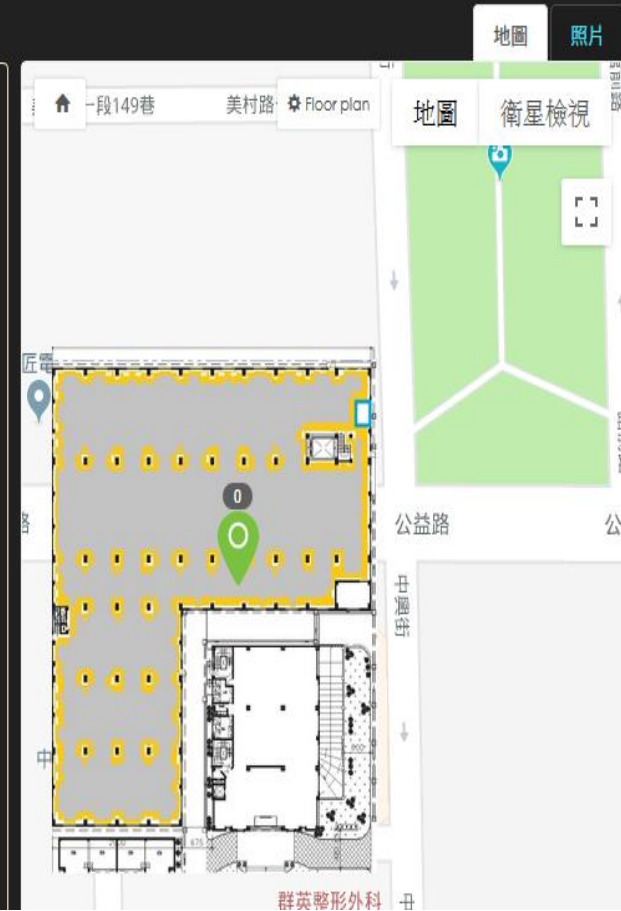 地圖
照片
一段149巷
美村路
Floor plan
地圖
衛星檢視
匠電
0
路
公益路
公
中興街
中
675
群英整形外科
中